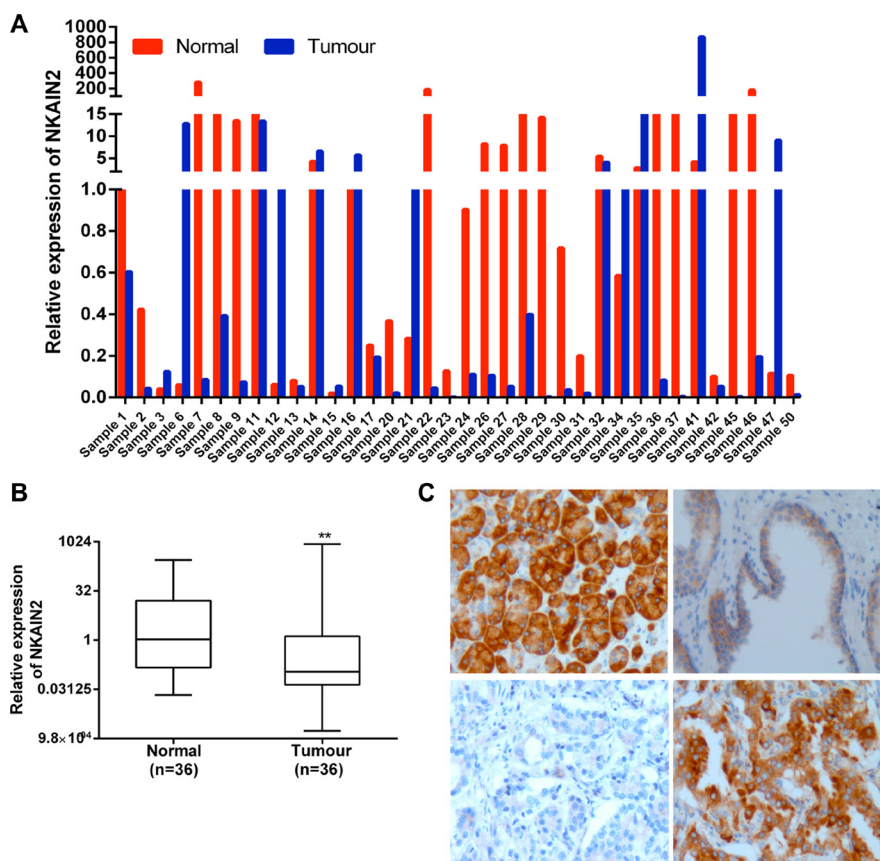 A
Relative expression of NKAIN2
Normal
Tumour
1000
800
600
400
200
15
10
5
1.0
0.8
0.6
0.4
0.2
0.0
Sample 1
Sample 2
Sample 3
Sample 6
Sample 7
Sample 8
Sample 9
Sample 11
Sample 12
Sample 13
Sample 14
Sample 15
Sample 16
Sample 17
Sample 20
Sample 21
Sample 22
Sample 23
Sample 24
Sample 26
Sample 27
Sample 28
Sample 29
Sample 30
Sample 31
Sample 32
Sample 34
Sample 35
Sample 36
Sample 37
Sample 41
Sample 42
Sample 45
Sample 46
Sample 47
Sample 50
B
Relative expression
of NKAIN2
1024
32
1
0.03125
**
Normal
(n=36)
Tumour
(n=36)
C